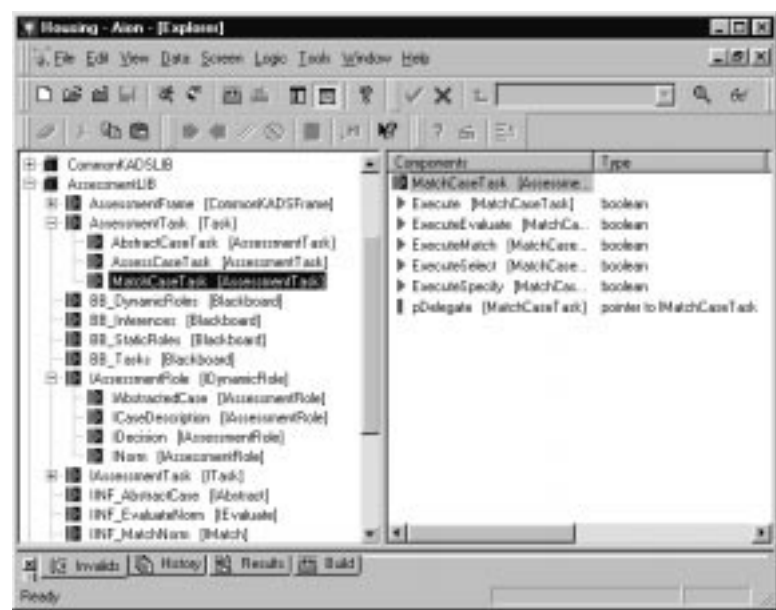 Housing - Aion - [Explorer]
File Edit View Data Screen Logic Tools Window Help
CommonKADSLIB
AssessmentLIB
AssessmentFrame [CommonKADSFrame]
AssessmentTask [Task]
AbstractCaseTask [AssessmentTask]
AssessCaseTask [AssessmentTask]
MatchCaseTask [AssessmentTask]
BB_DynamicRoles [Blackboard]
BB_Inferences [Blackboard]
BB_StaticRoles [Blackboard]
BB_Tasks [Blackboard]
IAssessmentRole [IDynamicRole]
IAbstractedCase [IAssessmentRole]
ICaseDescription [IAssessmentRole]
IDecision [IAssessmentRole]
INorm [IAssessmentRole]
IAssessmentTask [ITask]
IINF_AbstractCase [IAbstract]
IINF_EvaluateNorm [IEvaluate]
IINF_MatchNorm [IMatch]
Components Type
MatchCaseTask [Assessme...
Execute [MatchCaseTask] boolean
ExecuteEvaluate [MatchCa... boolean
ExecuteMatch [MatchCase... boolean
ExecuteSelect [MatchCase... boolean
ExecuteSpecify [MatchCas... boolean
pDelegate [MatchCaseTask] pointer to IMatchCaseTask
Invalids History Results Build
Ready